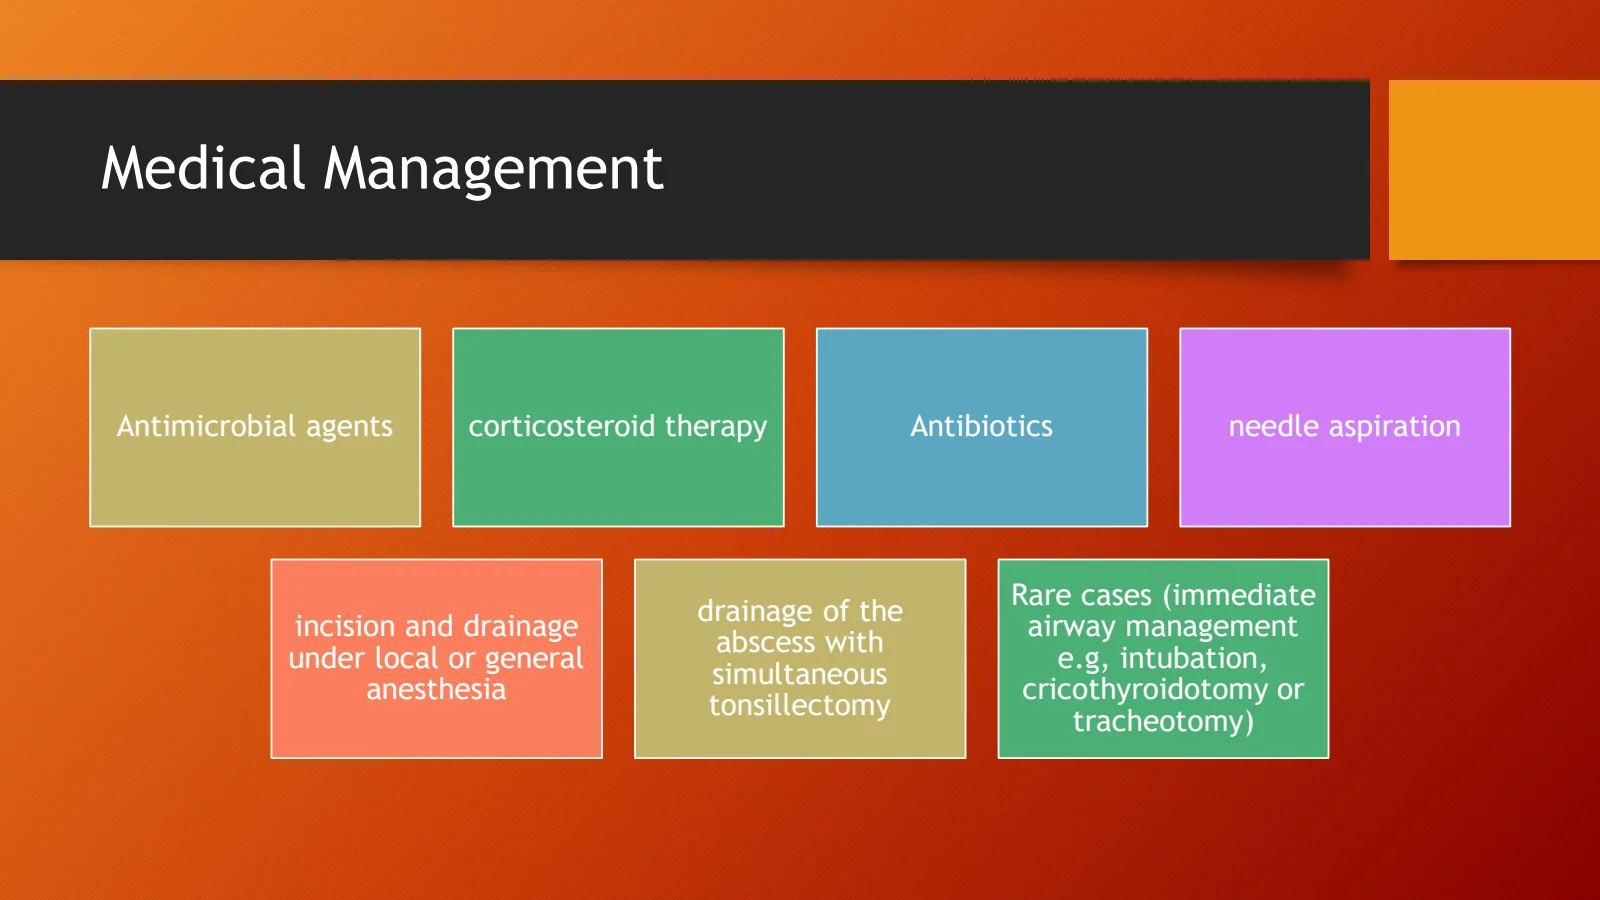 Medical Management
Antimicrobial agents
corticosteroid therapy
Antibiotics
needle aspiration
incision and drainage
under local or general
anesthesia
drainage of the
abscess with
simultaneous
tonsillectomy
Rare cases (immediate
airway management
e.g, intubation,
cricothyroidotomy or
tracheotomy)